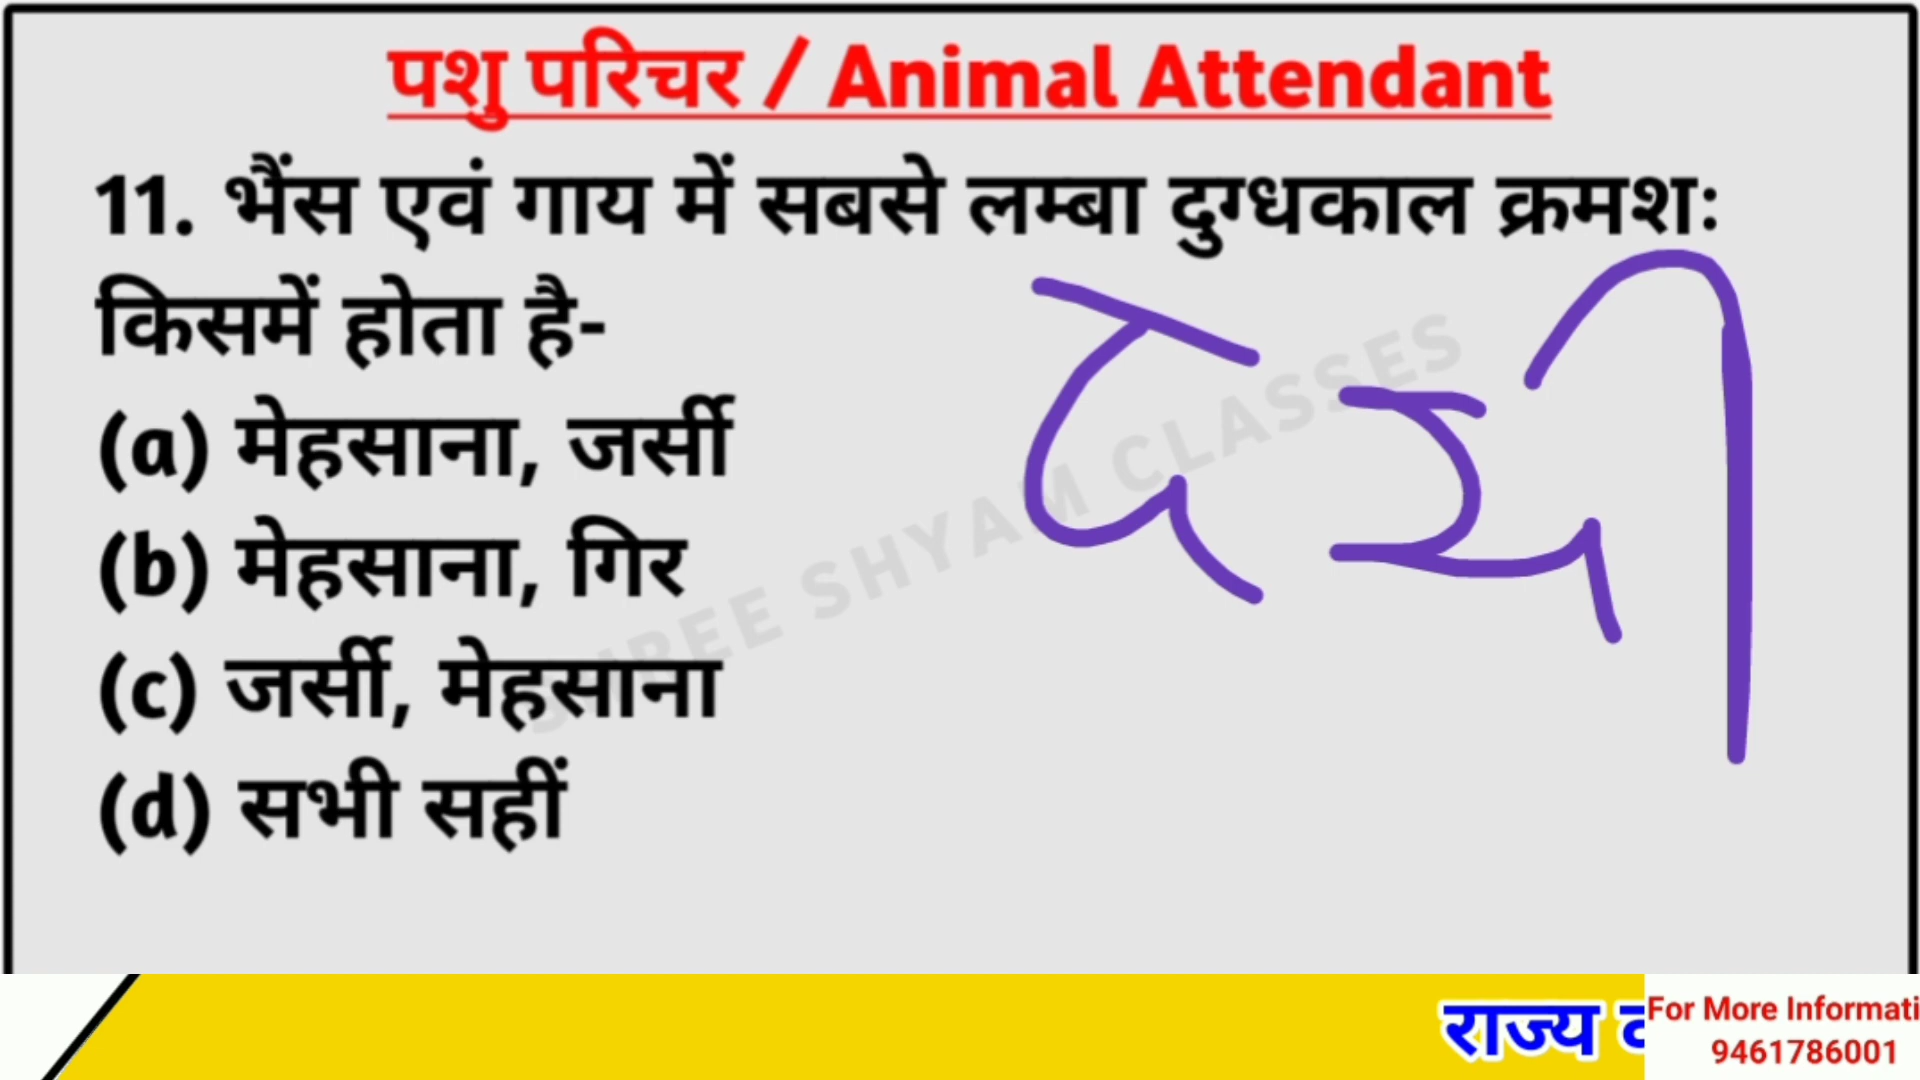 पशु परिचर / Animal Attendant
11. भैंस एवं गाय में सबसे लम्बा दुग्धकाल क्रमशः
किसमें होता है-
(a) मेहसाना, जर्सी
(b) मेहसाना, गिर
(c) जर्सी, मेहसाना
(d) सभी सहीं
देशी
SHREE SHYAM CLASSES
राज्य
For More Informati
9461786001